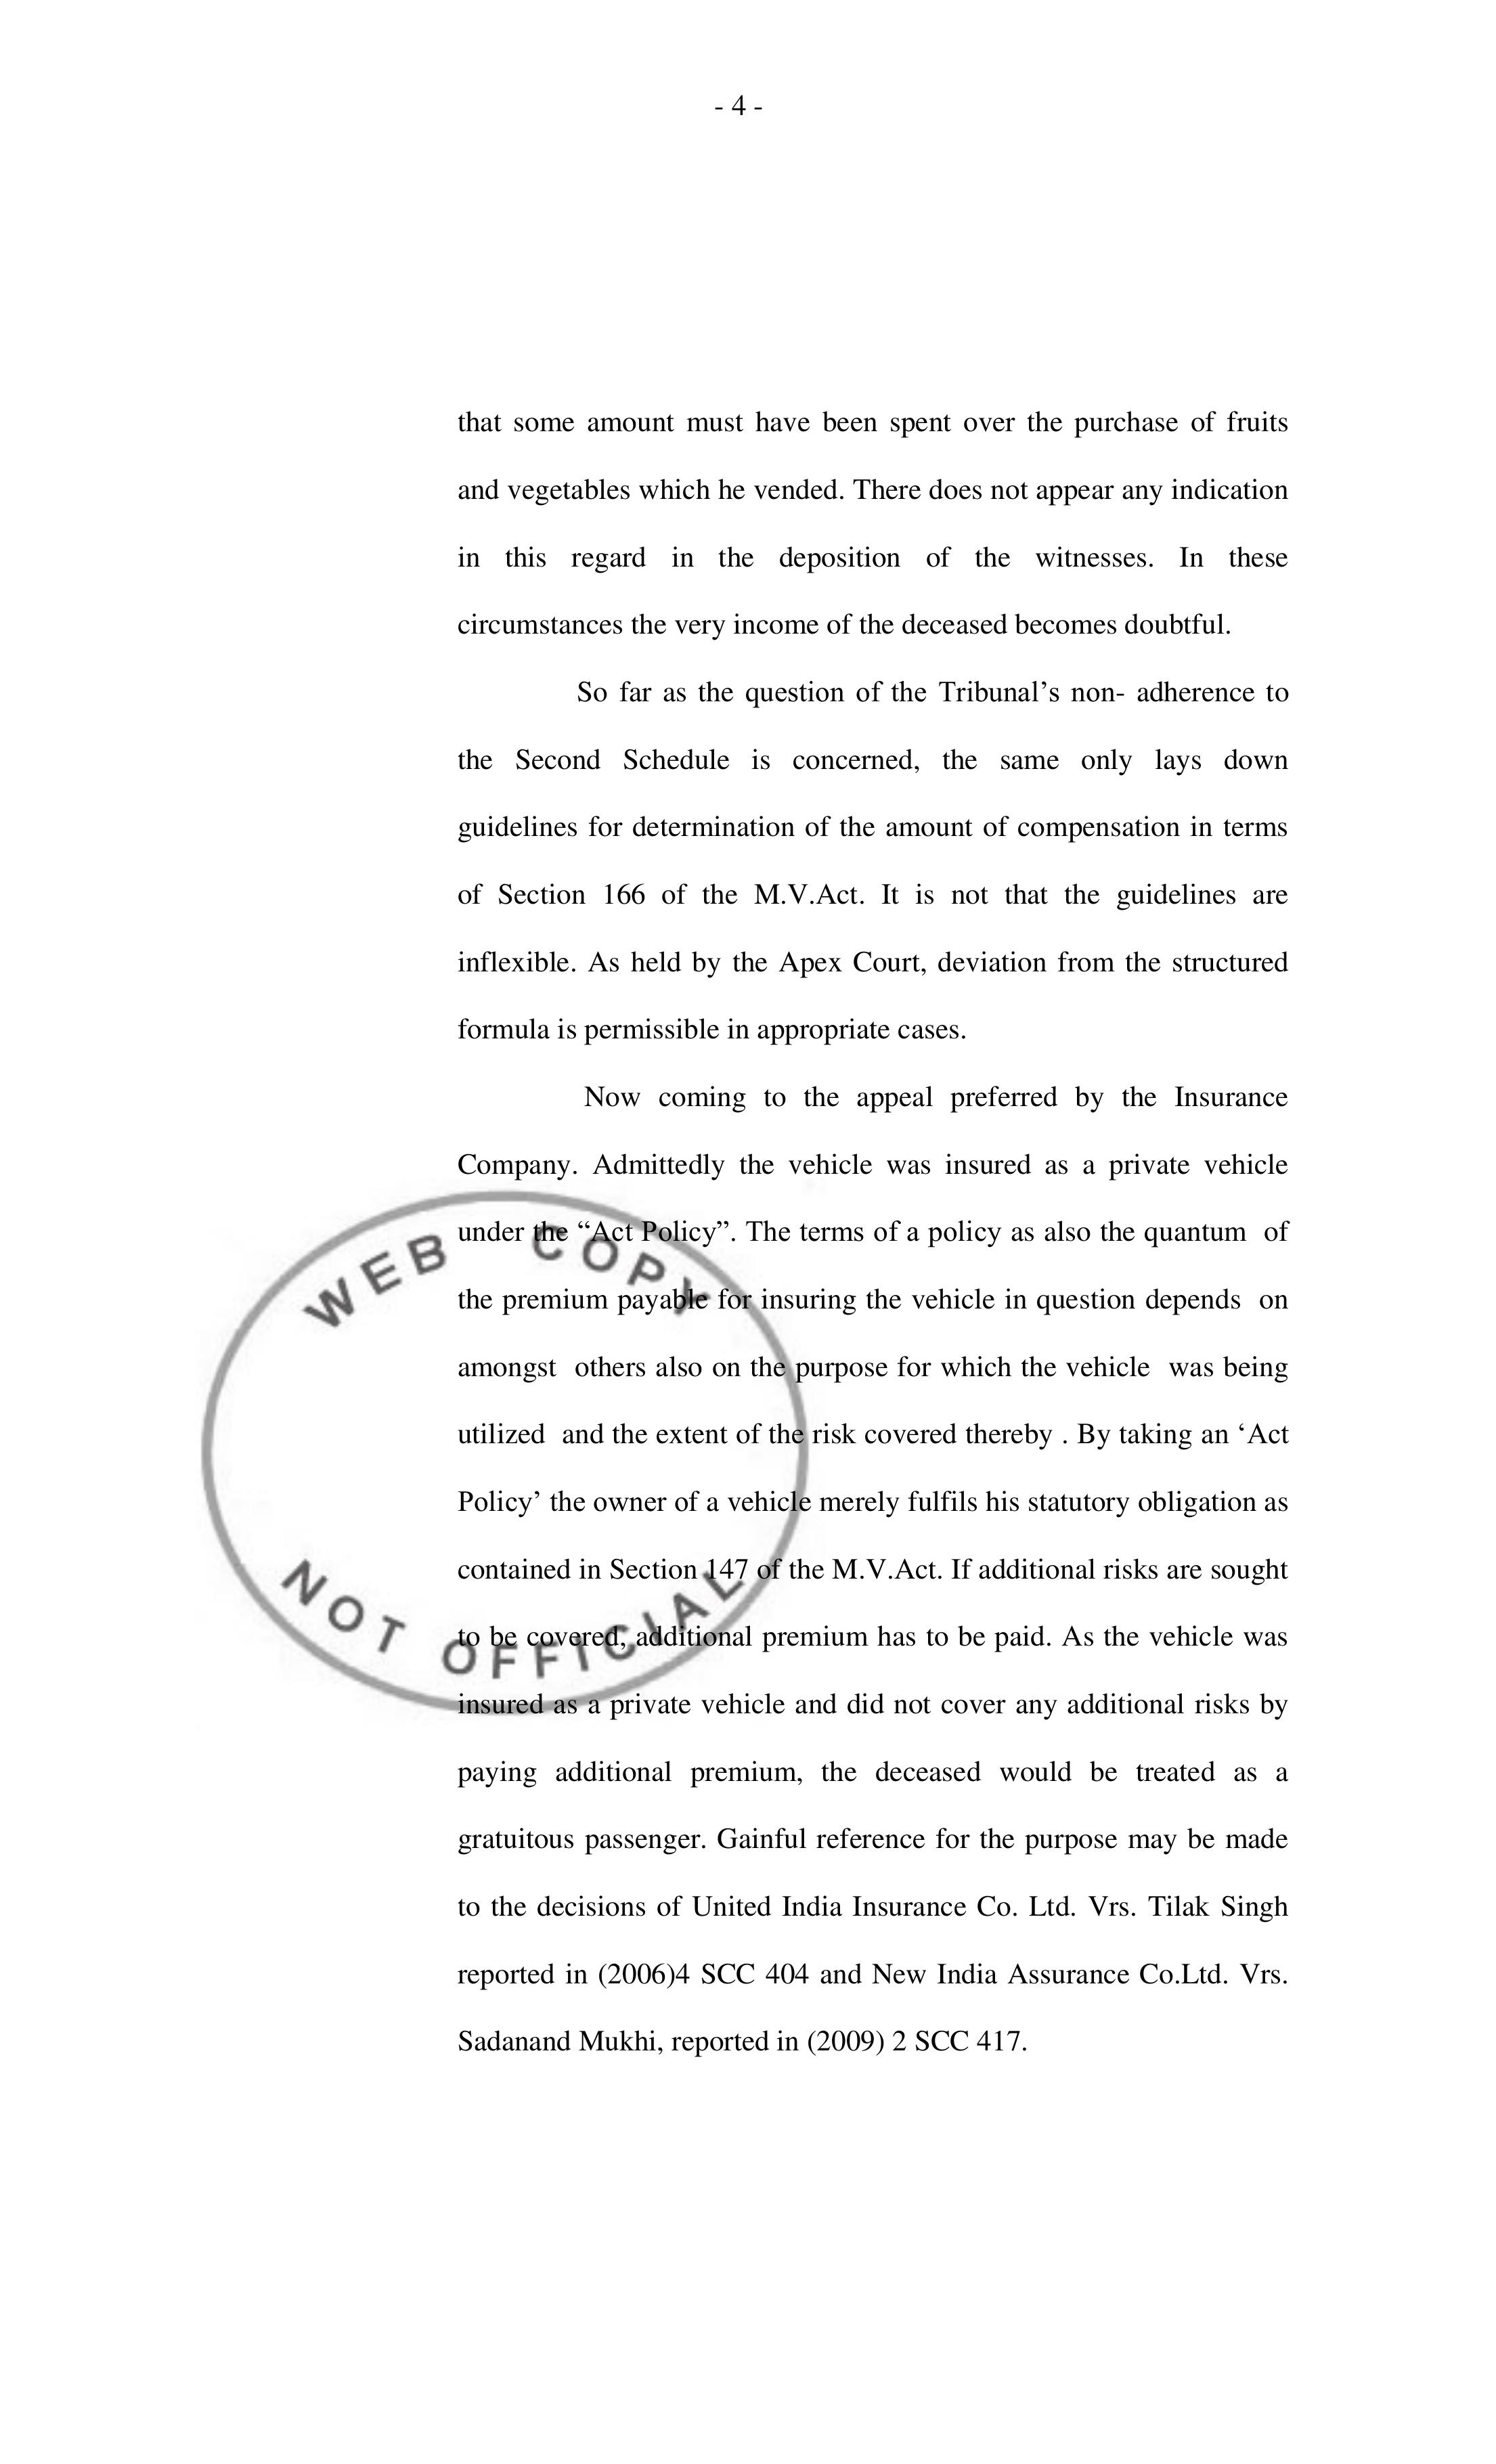 - 4 -
that some amount must have been spent over the purchase of fruits
and vegetables which he vended. There does not appear any indication
in this regard in the deposition of the witnesses. In these
circumstances the very income of the deceased becomes doubtful.
So far as the question of the Tribunal’s non- adherence to
the Second Schedule is concerned, the same only lays down
guidelines for determination of the amount of compensation in terms
of Section 166 of the M.V.Act. It is not that the guidelines are
inflexible. As held by the Apex Court, deviation from the structured
formula is permissible in appropriate cases.
Now coming to the appeal preferred by the Insurance
Company. Admittedly the vehicle was insured as a private vehicle
under the “Act Policy”. The terms of a policy as also the quantum of
the premium payable for insuring the vehicle in question depends on
amongst others also on the purpose for which the vehicle was being
utilized and the extent of the risk covered thereby . By taking an ‘Act
Policy’ the owner of a vehicle merely fulfils his statutory obligation as
contained in Section 147 of the M.V.Act. If additional risks are sought
to be covered, additional premium has to be paid. As the vehicle was
insured as a private vehicle and did not cover any additional risks by
paying additional premium, the deceased would be treated as a
gratuitous passenger. Gainful reference for the purpose may be made
to the decisions of United India Insurance Co. Ltd. Vrs. Tilak Singh
reported in (2006)4 SCC 404 and New India Assurance Co.Ltd. Vrs.
Sadanand Mukhi, reported in (2009) 2 SCC 417.
WEB COPY
NOT OFFICIAL